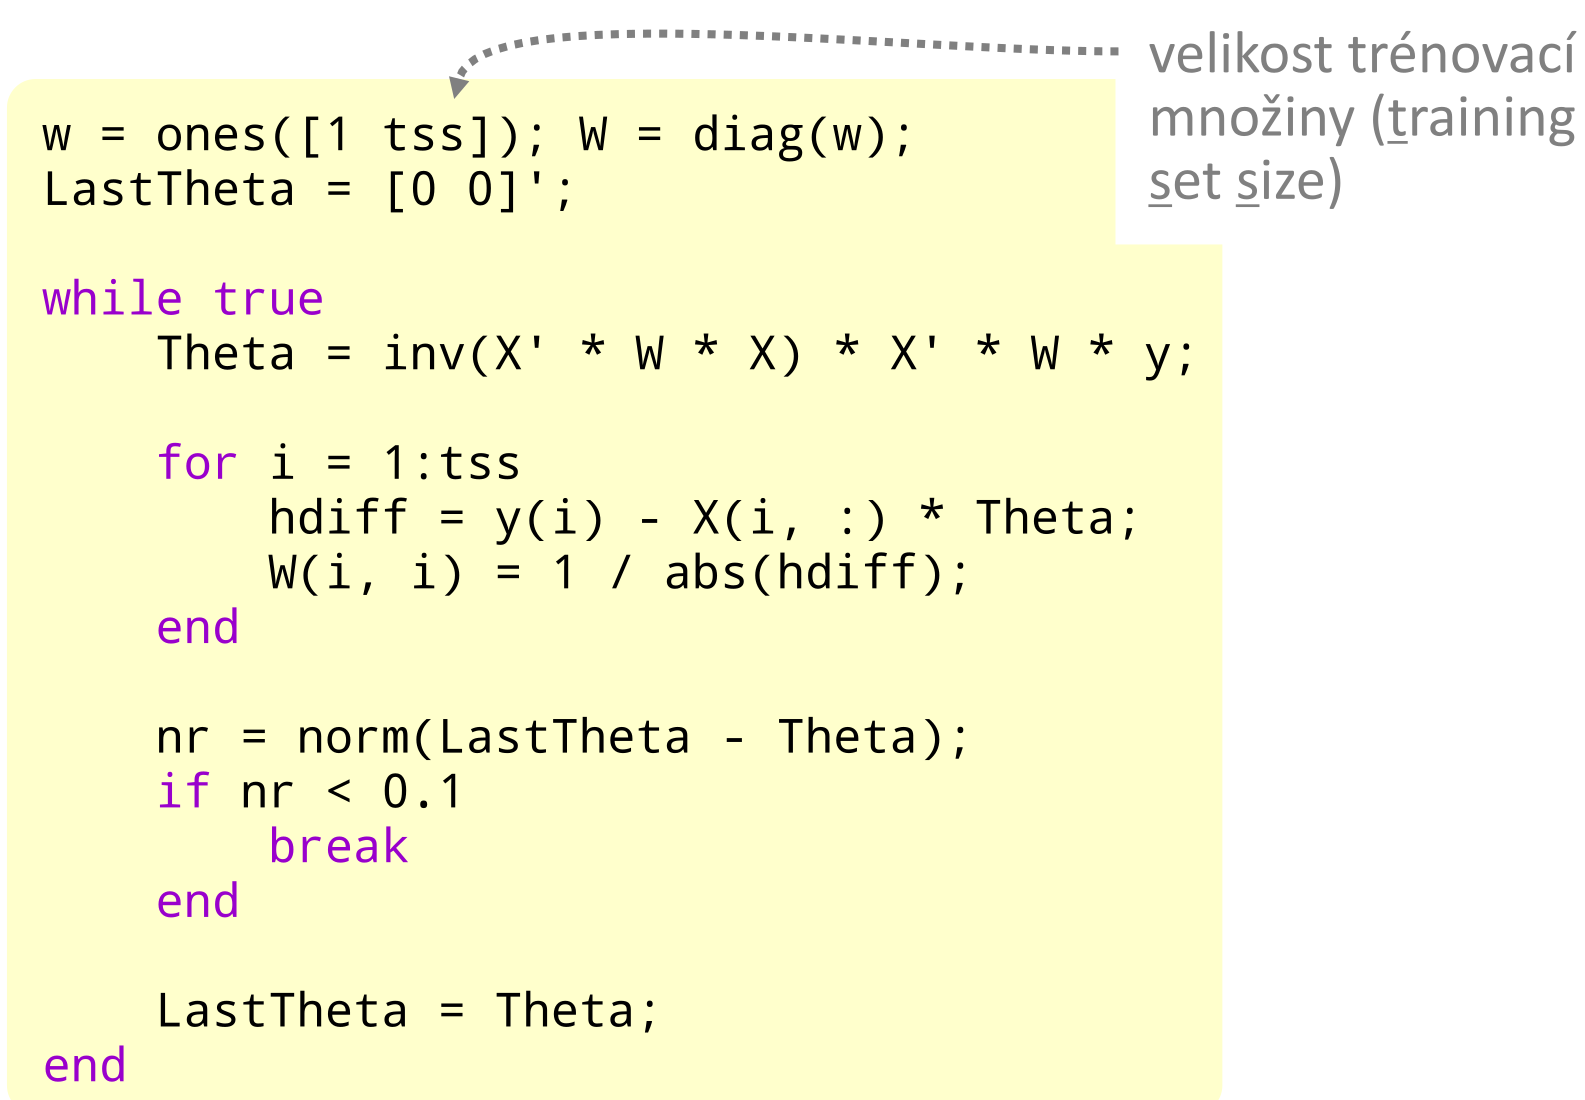 velikost trénovací
množiny (training
set size)
w = ones([1 tss]); W = diag(w);
LastTheta = [0 0]';
while true
Theta = inv(X' * W * X) * X' * W * y;
for i = 1:tss
hdiff = y(i) - X(i, :) * Theta;
W(i, i) = 1 / abs(hdiff);
end
nr = norm(LastTheta - Theta);
if nr < 0.1
break
end
LastTheta = Theta;
end